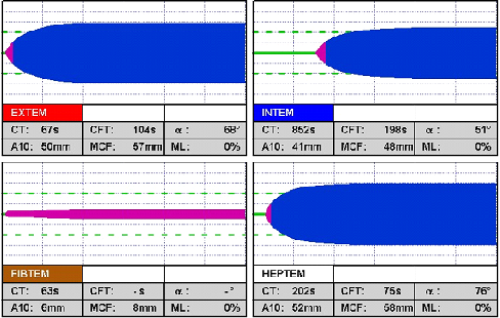 EXTEM
CT: 67s CFT: 104s α: 68°
A10: 50mm MCF: 57mm ML: 0%
INTEM
CT: 852s CFT: 198s α: 51°
A10: 41mm MCF: 48mm ML: 0%
FIBTEM
CT: 63s CFT: -s α: -°
A10: 6mm MCF: 8mm ML: 0%
HEPTEM
CT: 202s CFT: 75s α: 76°
A10: 52mm MCF: 58mm ML: 0%